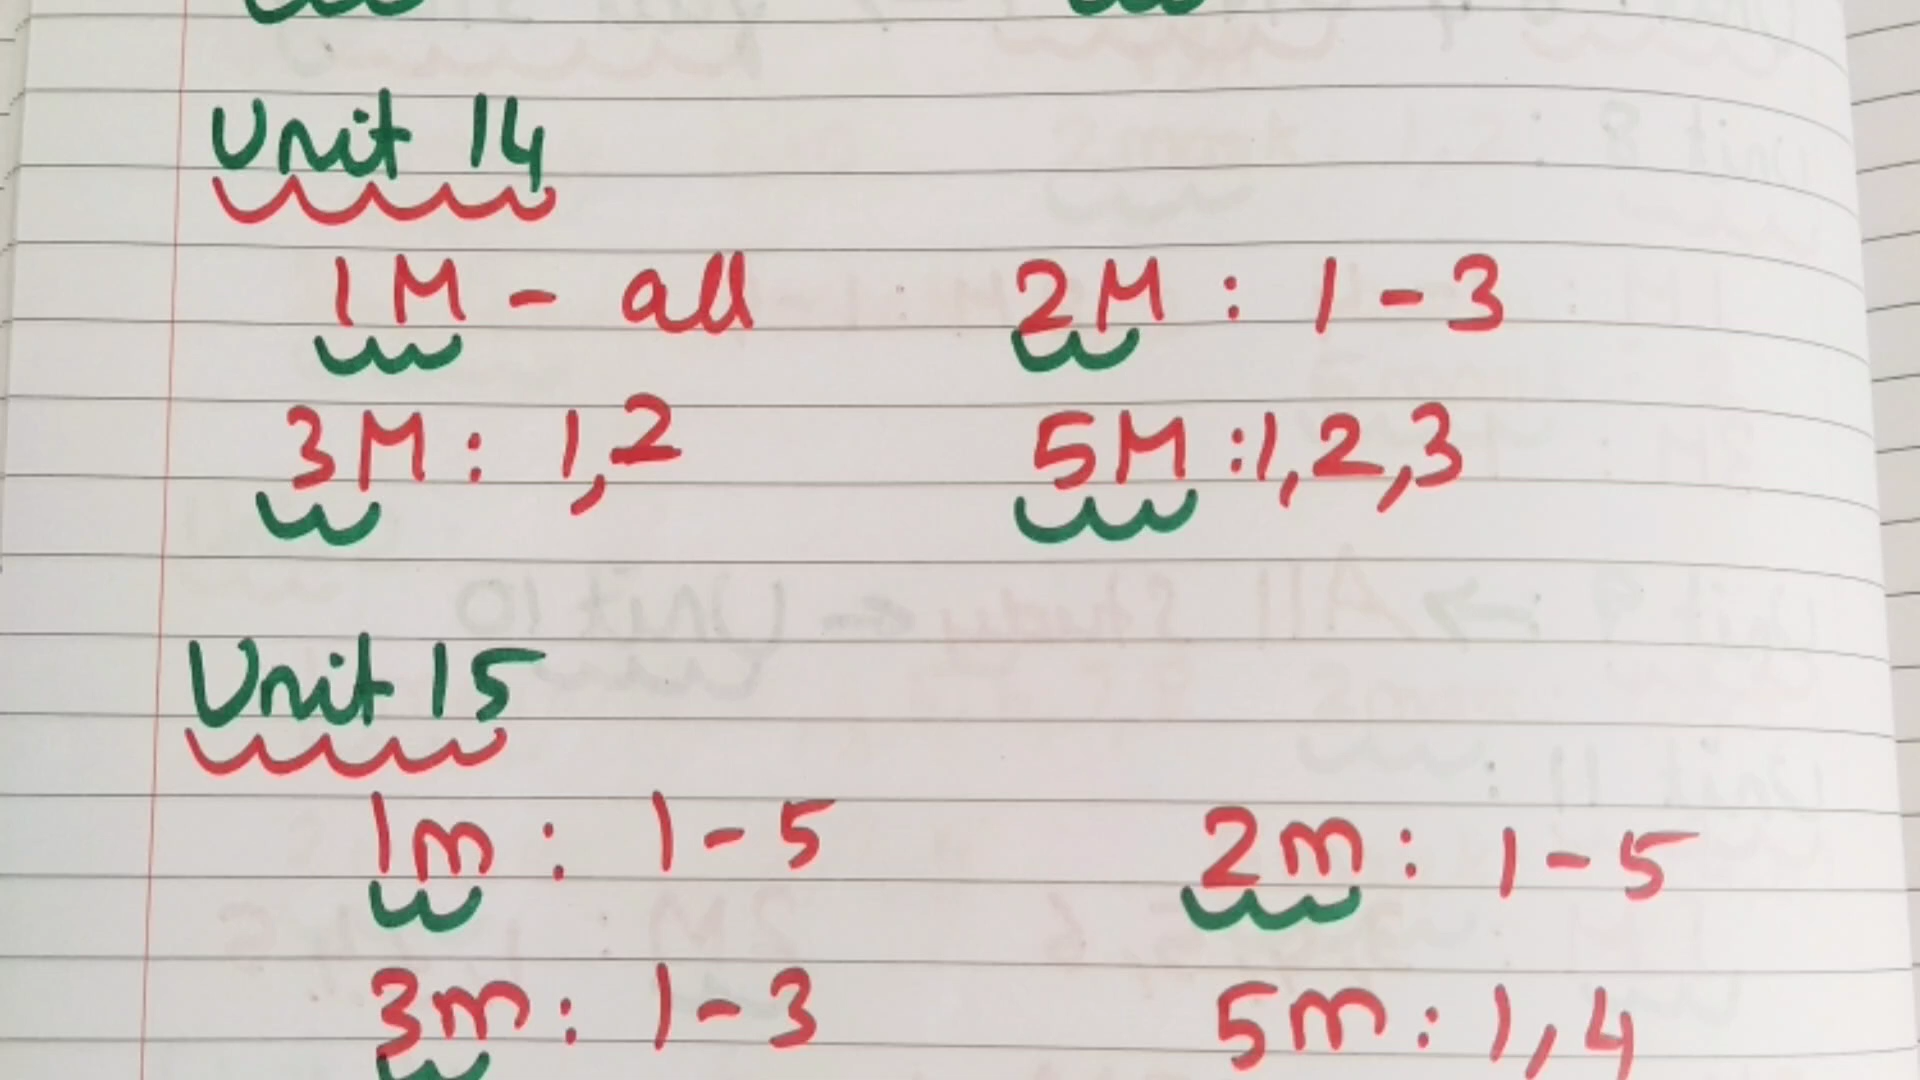 Unit 14
1M - all 2M : 1 - 3
3M : 1,2 5M : 1,2,3
Unit 15
1m : 1 - 5 2m : 1 - 5
3m : 1 - 3 5m : 1, 4